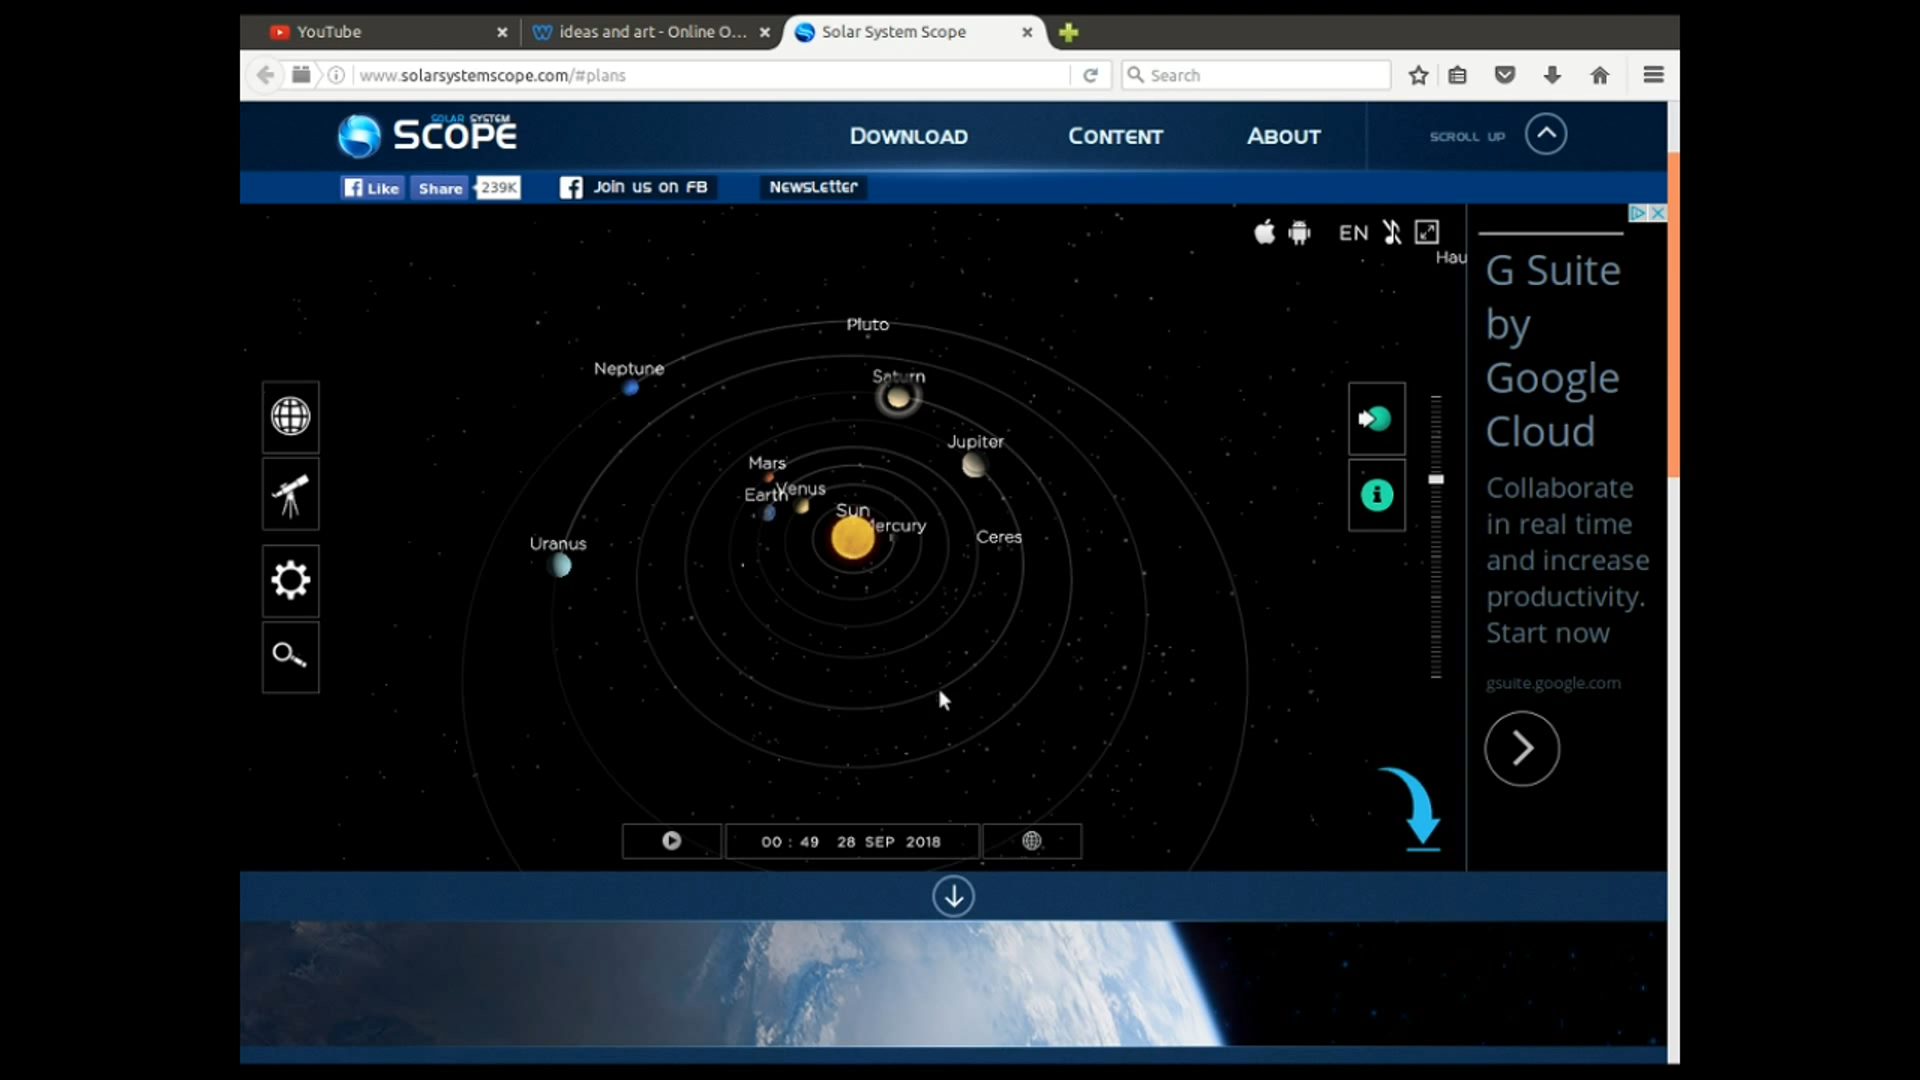 YouTube
ideas and art - Online O...
Solar System Scope
www.solarsystemscope.com/#plans
Search
SOLAR SYSTEM
SCOPE
DOWNLOAD
CONTENT
ABOUT
SCROLL UP
Like
Share
239K
Join us on FB
Newsletter
EN
Hau
G Suite
by
Google
Cloud
Collaborate
in real time
and increase
productivity.
Start now
gsuite.google.com
Pluto
Neptune
Saturn
Jupiter
Mars
Venus
Earth
Sun
ercury
Ceres
Uranus
00 : 49 28 SEP 2018